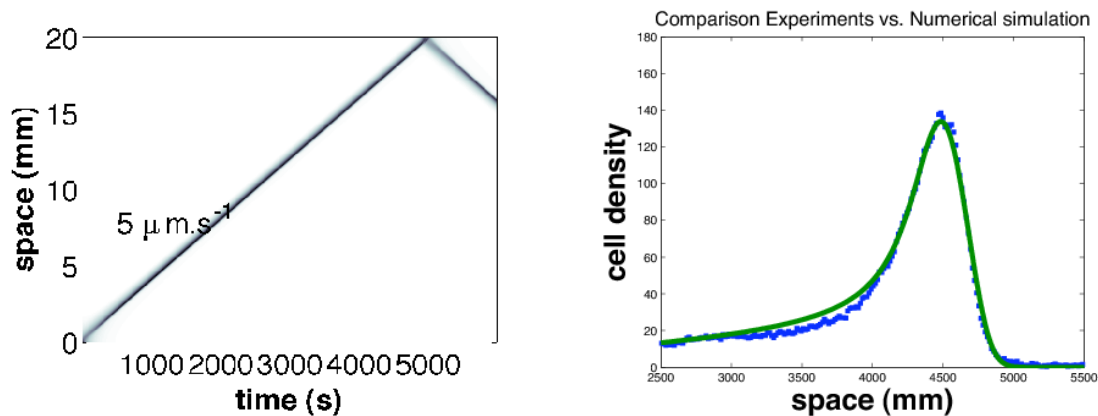 20
15
10
5
0
space (mm)
5 μm.s⁻¹
1000 2000 3000 4000 5000
time (s)
Comparison Experiments vs. Numerical simulation
180
160
140
120
100
80
60
40
20
0
cell density
2500 3000 3500 4000 4500 5000 5500
space (mm)